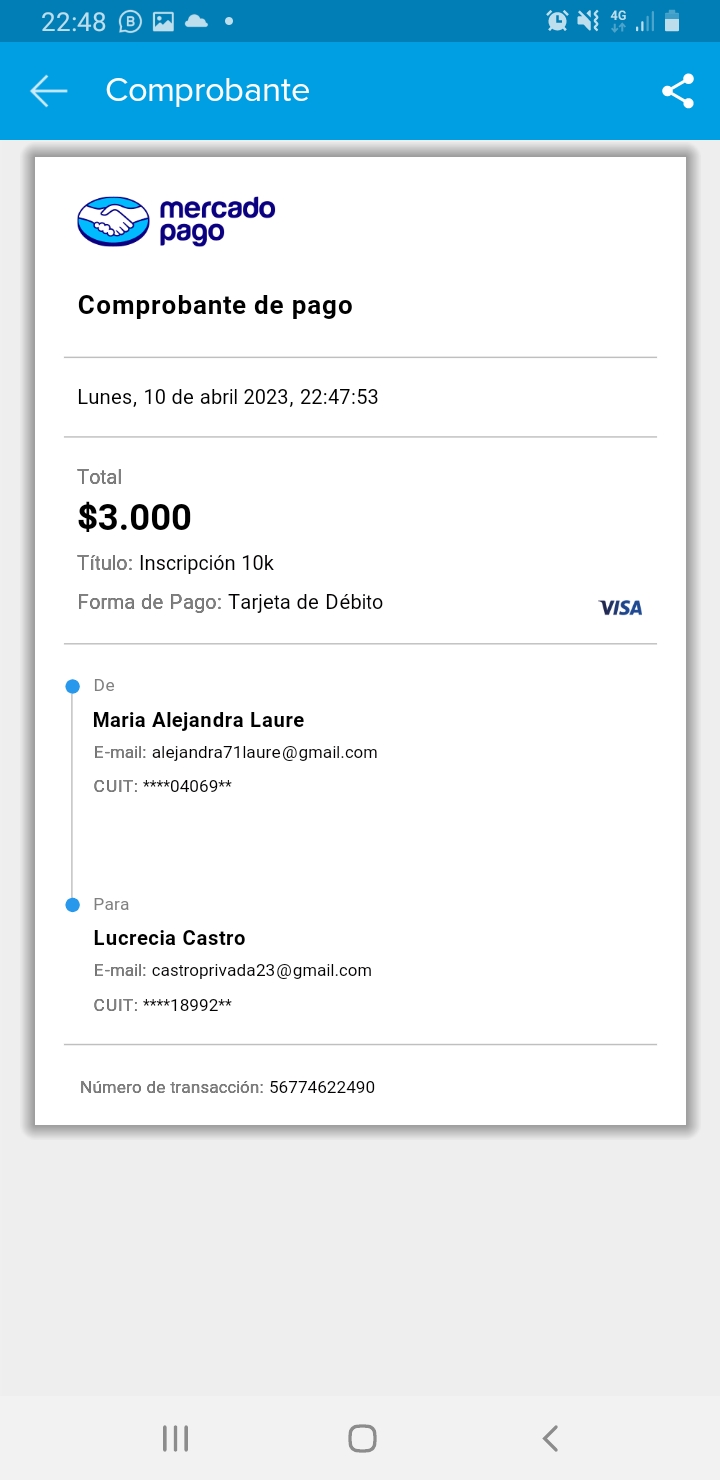 22:48
4G
Comprobante
mercado
pago
Comprobante de pago
Lunes, 10 de abril 2023, 22:47:53
Total
$3.000
Título: Inscripción 10k
Forma de Pago: Tarjeta de Débito
VISA
De
Maria Alejandra Laure
E-mail: alejandra71laure@gmail.com
CUIT: ****04069**
Para
Lucrecia Castro
E-mail: castroprivada23@gmail.com
CUIT: ****18992**
Número de transacción: 56774622490